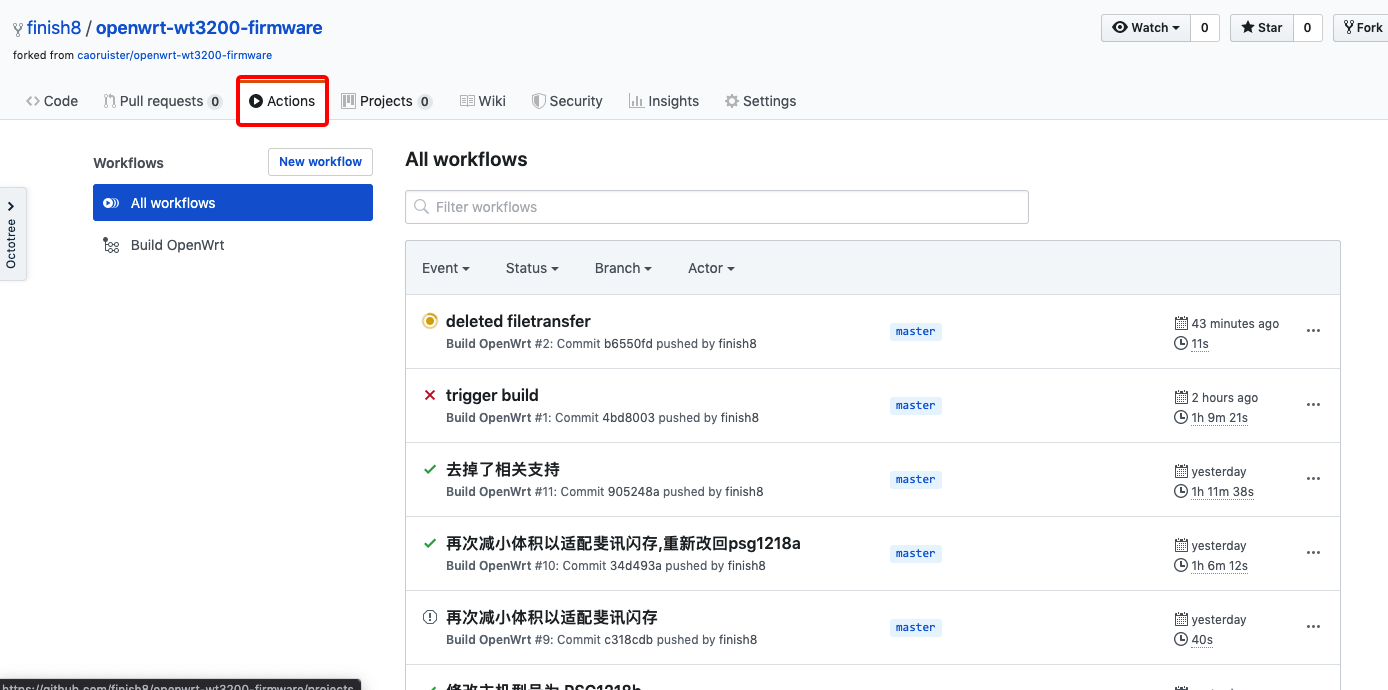 finish8 / openwrt-wt3200-firmware
Watch 0 Star 0 Fork
forked from caoruister/openwrt-wt3200-firmware
Code Pull requests 0 Actions Projects 0 Wiki Security Insights Settings
Octotree
Workflows New workflow
All workflows
Build OpenWrt
All workflows
Filter workflows
Event Status Branch Actor
deleted filetransfer
Build OpenWrt #2: Commit b6550fd pushed by finish8
master
43 minutes ago
11s
trigger build
Build OpenWrt #1: Commit 4bd8003 pushed by finish8
master
2 hours ago
1h 9m 21s
去掉了相关支持
Build OpenWrt #11: Commit 905248a pushed by finish8
master
yesterday
1h 11m 38s
再次减小体积以适配斐讯闪存,重新改回psg1218a
Build OpenWrt #10: Commit 34d493a pushed by finish8
master
yesterday
1h 6m 12s
再次减小体积以适配斐讯闪存
Build OpenWrt #9: Commit c318cdb pushed by finish8
master
yesterday
40s
修改主机型号为 PSG1218b
https://github.com/finish8/openwrt-wt3200-firmware/projects